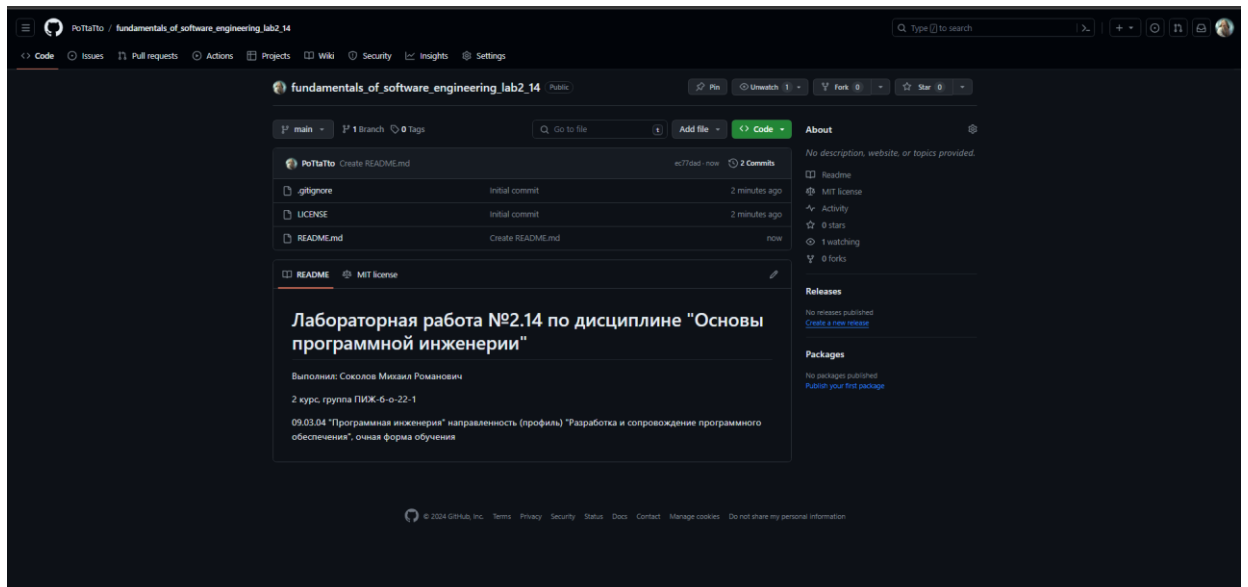 PoTtaTto / fundamentals_of_software_engineering_lab2_14
Type / to search
Code Issues Pull requests Actions Projects Wiki Security Insights Settings
fundamentals_of_software_engineering_lab2_14 Public
Pin Unwatch 1 Fork 0 Star 0
main 1 Branch 0 Tags
Go to file t Add file Code
PoTtaTto Create README.md ec77dad · now 2 Commits
.gitignore Initial commit 2 minutes ago
LICENSE Initial commit 2 minutes ago
README.md Create README.md now
README MIT license
Лабораторная работа №2.14 по дисциплине "Основы
программной инженерии"
Выполнил: Соколов Михаил Романович
2 курс, группа ПИЖ-б-о-22-1
09.03.04 "Программная инженерия" направленность (профиль) "Разработка и сопровождение программного
обеспечения", очная форма обучения
About
No description, website, or topics provided.
Readme
MIT license
Activity
0 stars
1 watching
0 forks
Releases
No releases published
Create a new release
Packages
No packages published
Publish your first package
© 2024 GitHub, Inc. Terms Privacy Security Status Docs Contact Manage cookies Do not share my personal information